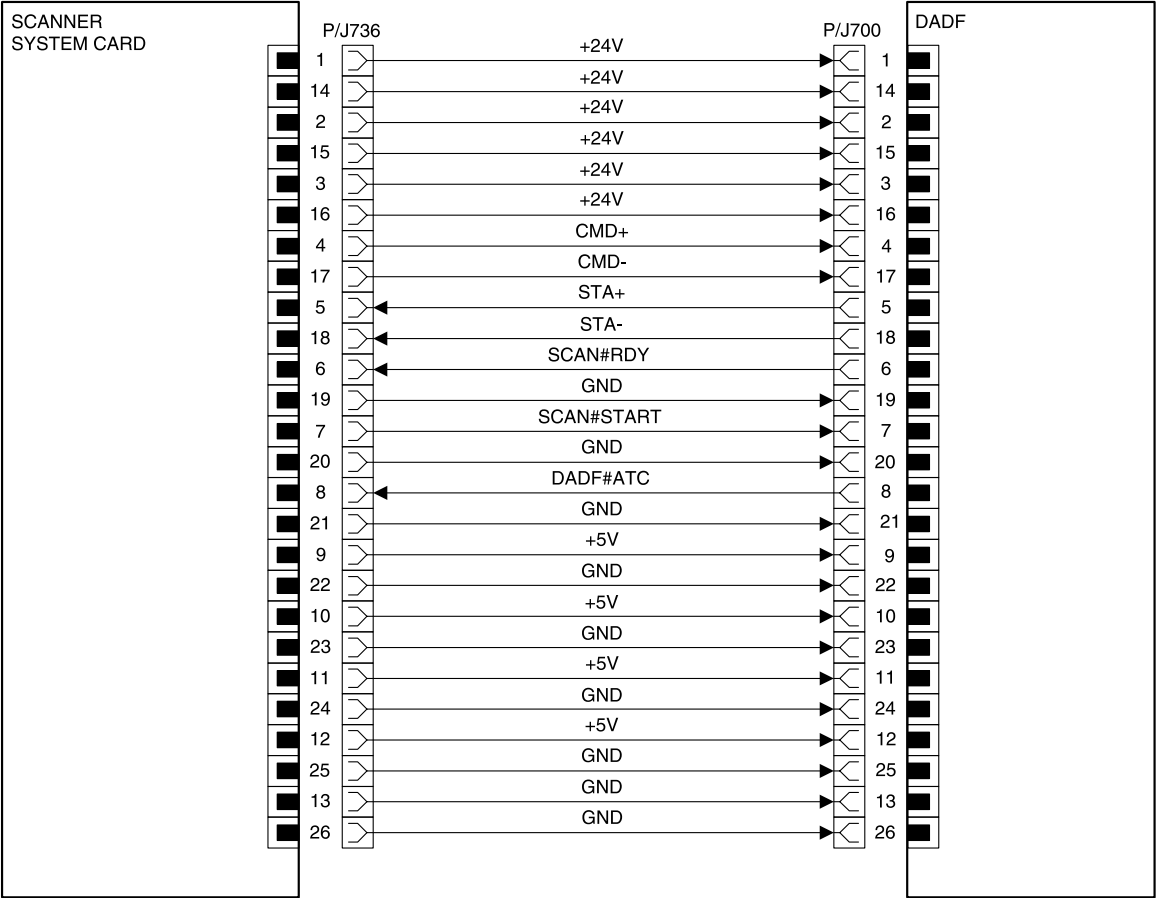 SCANNER
SYSTEM CARD
P/J736
P/J700
DADF
1 +24V 1
14 +24V 14
2 +24V 2
15 +24V 15
3 +24V 3
16 +24V 16
4 CMD+ 4
17 CMD- 17
5 STA+ 5
18 STA- 18
6 SCAN#RDY 6
19 GND 19
7 SCAN#START 7
20 GND 20
8 DADF#ATC 8
21 GND 21
9 +5V 9
22 GND 22
10 +5V 10
23 GND 23
11 +5V 11
24 GND 24
12 +5V 12
25 GND 25
13 GND 13
26 GND 26